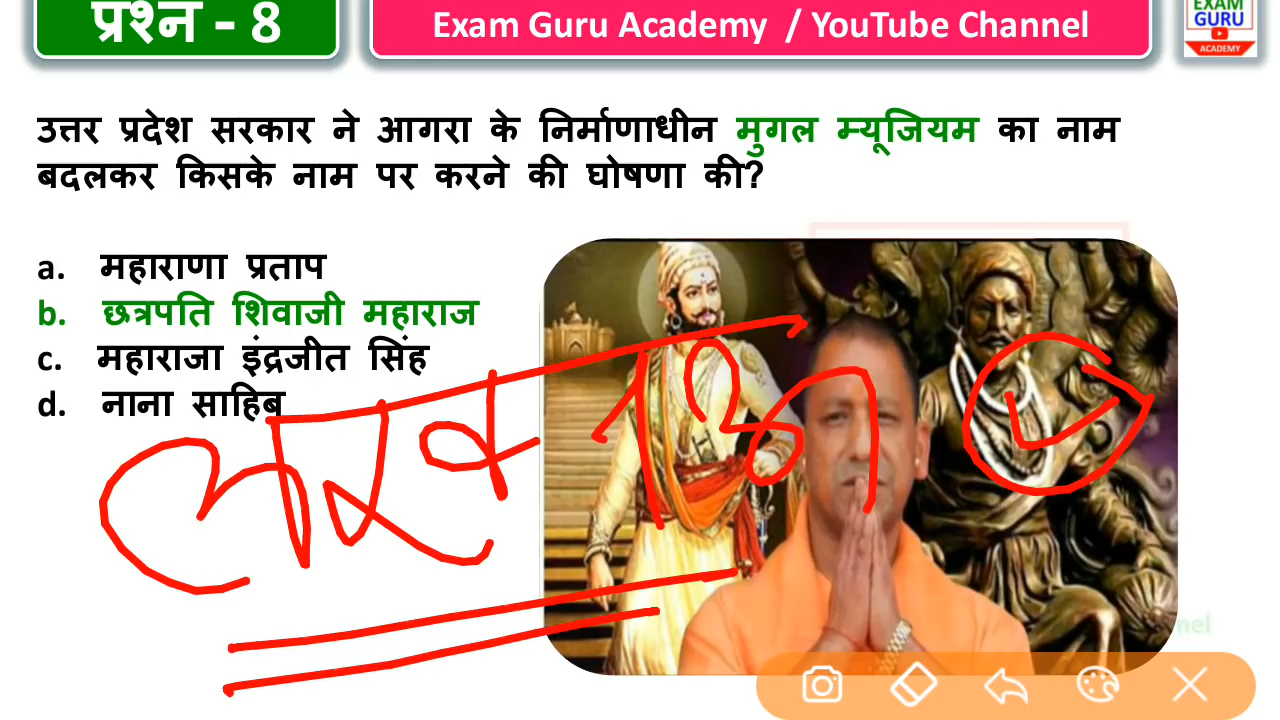 प्रश्न - 8
Exam Guru Academy / YouTube Channel
EXAM
GURU
ACADEMY
उत्तर प्रदेश सरकार ने आगरा के निर्माणाधीन मुगल म्यूजियम का नाम
बदलकर किसके नाम पर करने की घोषणा की?
a. महाराणा प्रताप
b. छत्रपति शिवाजी महाराज
c. महाराजा इंद्रजीत सिंह
d. नाना साहिब